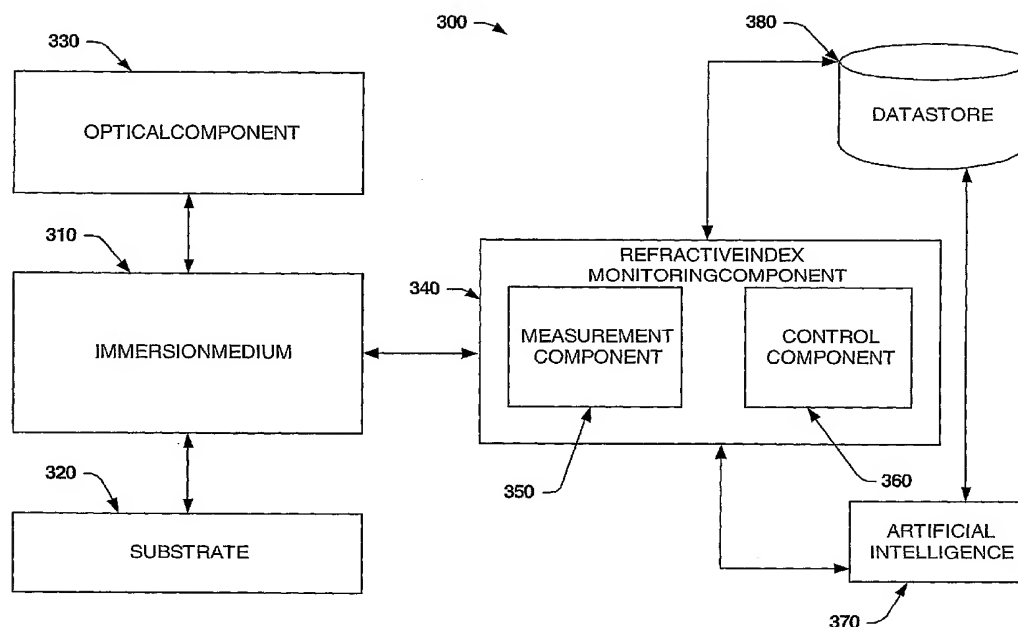 300
330
380
OPTICALCOMPONENT
DATASTORE
310
REFRACTIVEINDEX
MONITORINGCOMPONENT
340
IMMERSIONMEDIUM
MEASUREMENT
COMPONENT
CONTROL
COMPONENT
320
350
360
SUBSTRATE
ARTIFICIAL
INTELLIGENCE
370